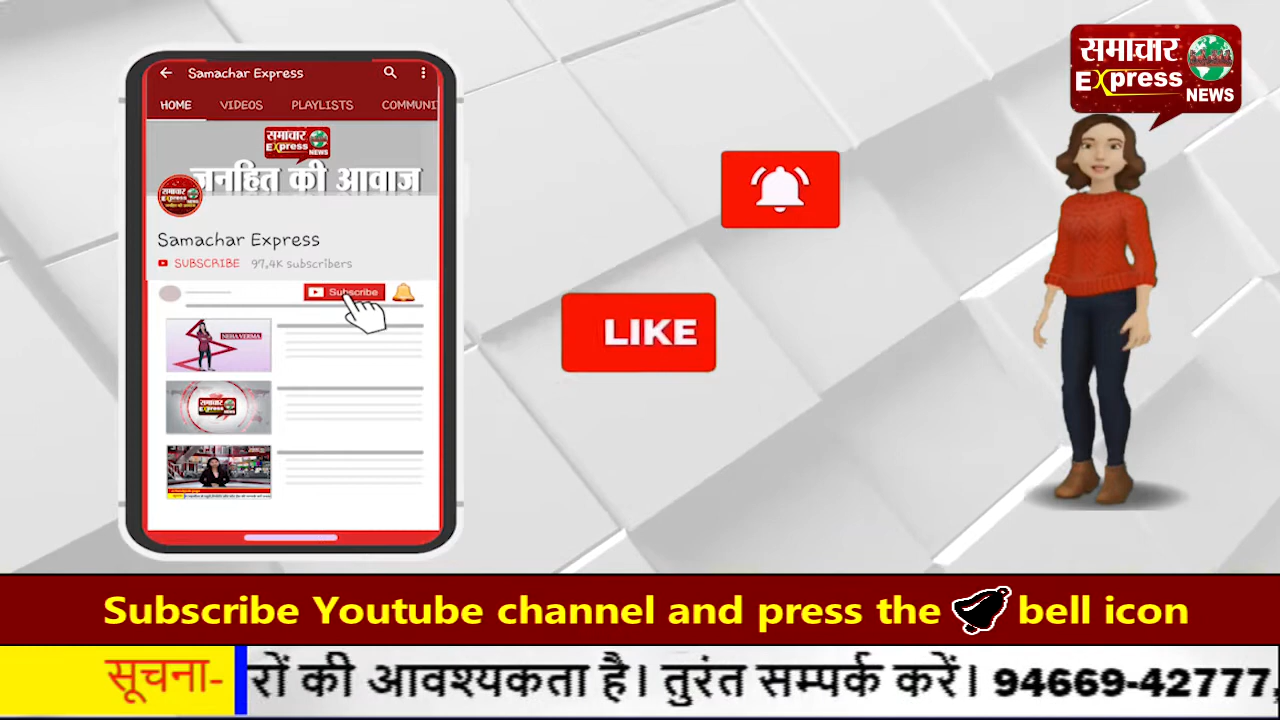 समाचार
Express
NEWS
Samachar Express
HOME VIDEOS PLAYLISTS COMMUNI
समाचार
Express
NEWS
जनहित की आवाज
Samachar Express
SUBSCRIBE 97.4K subscribers
Subscribe
NEHA VERMA
LIKE
Subscribe Youtube channel and press the bell icon
सूचना- रों की आवश्यकता है। तुरंत सम्पर्क करें। 94669-42777,